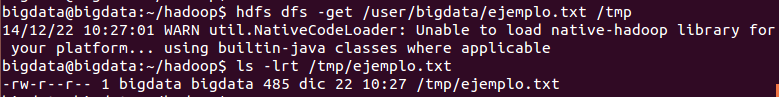 bigdata@bigdata:~/hadoop$ hdfs dfs -get /user/bigdata/ejemplo.txt /tmp
14/12/22 10:27:01 WARN util.NativeCodeLoader: Unable to load native-hadoop library for
your platform... using builtin-java classes where applicable
bigdata@bigdata:~/hadoop$ ls -lrt /tmp/ejemplo.txt
-rw-r--r-- 1 bigdata bigdata 485 dic 22 10:27 /tmp/ejemplo.txt